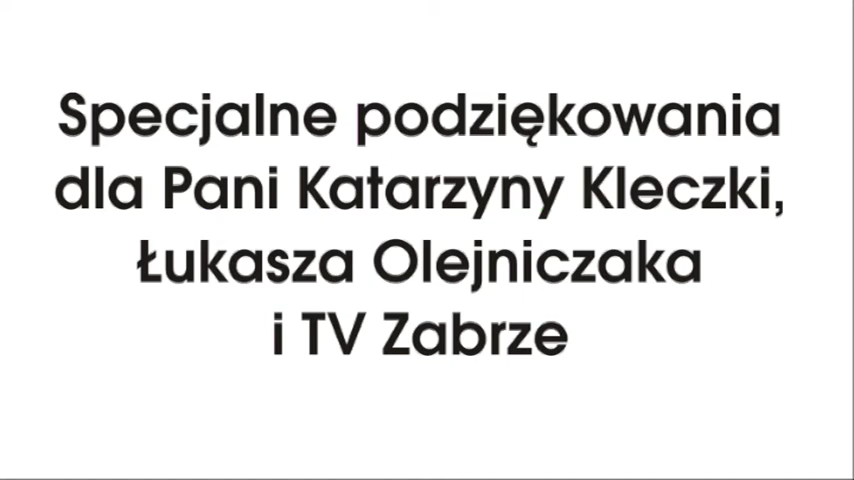 Specjalne podziękowania
dla Pani Katarzyny Kleczki,
Łukasza Olejniczaka
i TV Zabrze